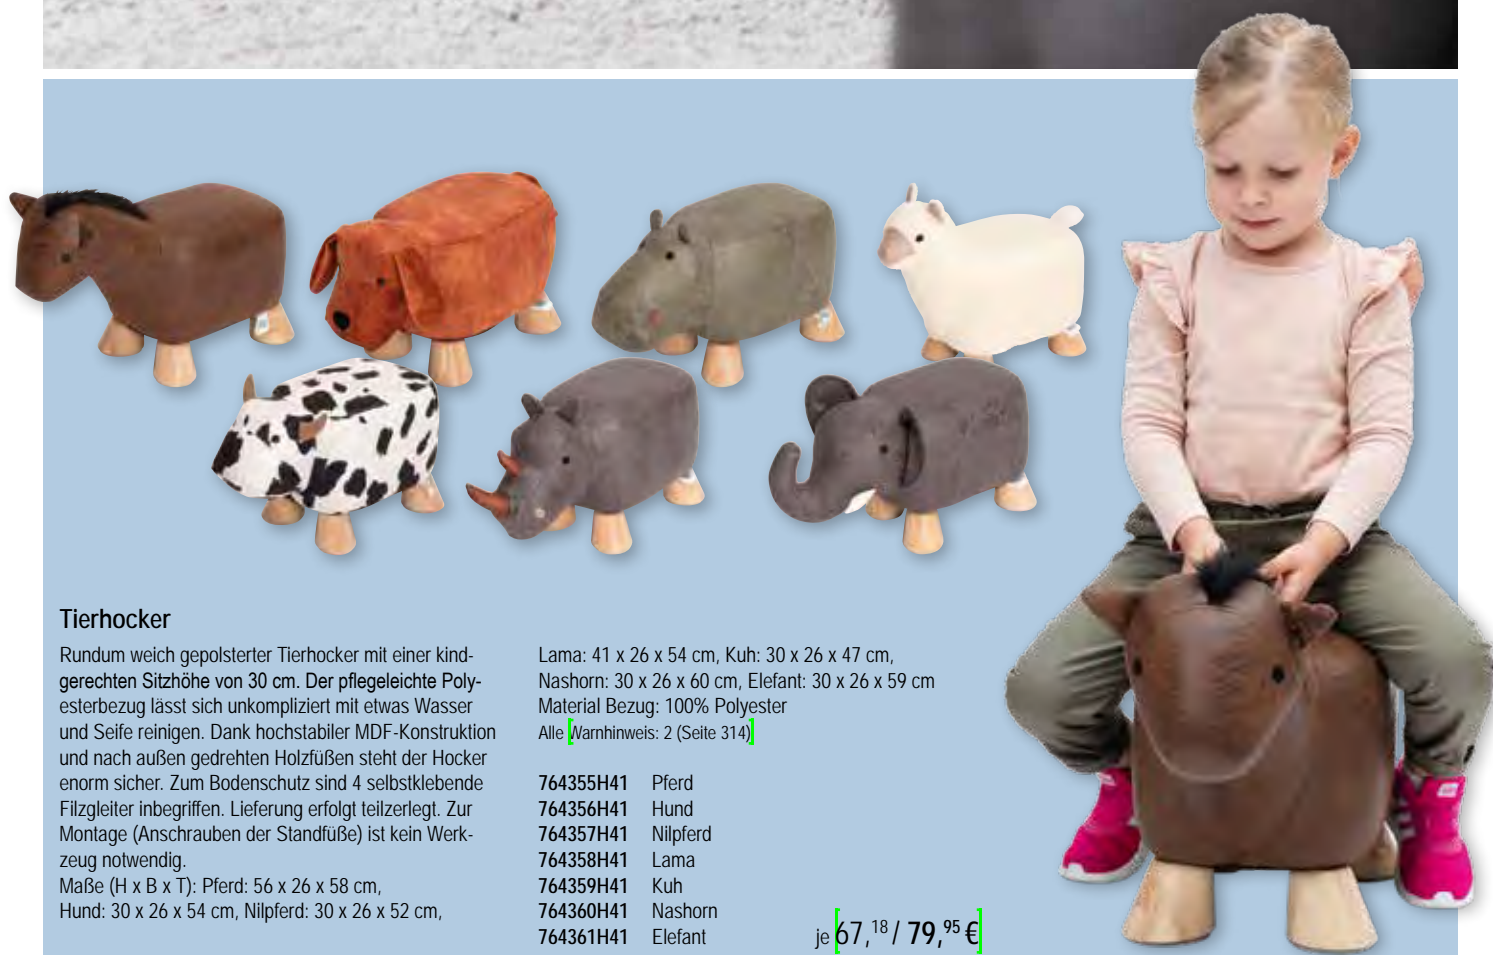 Tierhocker
Rundum weich gepolsterter Tierhocker mit einer kind-
gerechten Sitzhöhe von 30 cm. Der pflegeleichte Poly-
esterbezug lässt sich unkompliziert mit etwas Wasser
und Seife reinigen. Dank hochstabiler MDF-Konstruktion
und nach außen gedrehten Holzfüßen steht der Hocker
enorm sicher. Zum Bodenschutz sind 4 selbstklebende
Filzgleiter inbegriffen. Lieferung erfolgt teilzerlegt. Zur
Montage (Anschrauben der Standfüße) ist kein Werk-
zeug notwendig.
Maße (H x B x T): Pferd: 56 x 26 x 58 cm,
Hund: 30 x 26 x 54 cm, Nilpferd: 30 x 26 x 52 cm,
Lama: 41 x 26 x 54 cm, Kuh: 30 x 26 x 47 cm,
Nashorn: 30 x 26 x 60 cm, Elefant: 30 x 26 x 59 cm
Material Bezug: 100% Polyester
Alle Warnhinweis: 2 (Seite 314)
764355H41 Pferd
764356H41 Hund
764357H41 Nilpferd
764358H41 Lama
764359H41 Kuh
764360H41 Nashorn
764361H41 Elefant
je 67,18 / 79,95 €